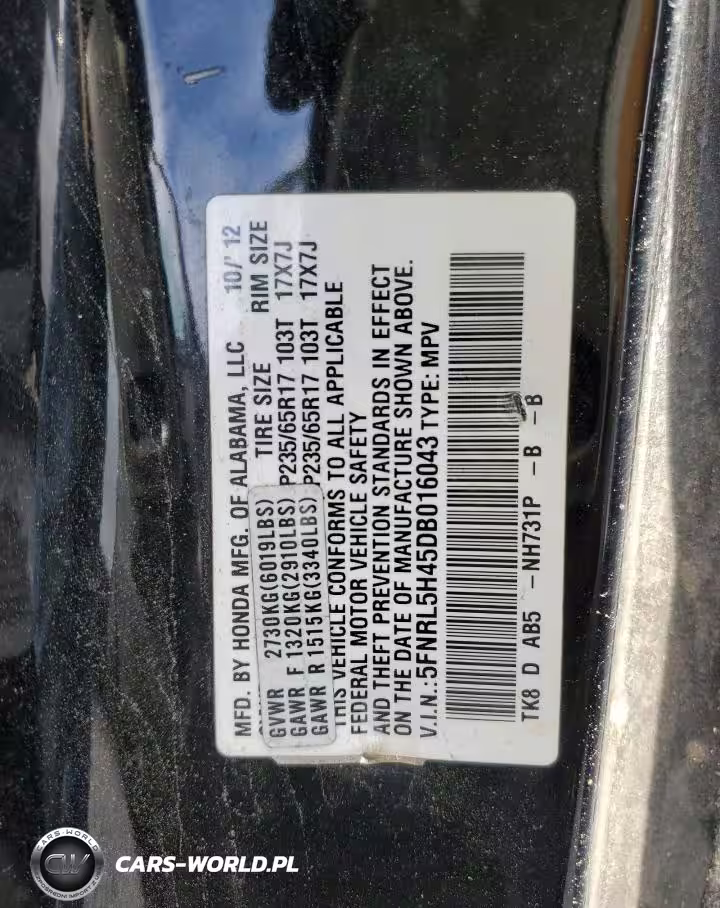 MFD. BY HONDA MFG. OF ALABAMA, LLC 10/'12
TIRE SIZE RIM SIZE
GVWR 2730KG(6019LBS)
GAWR F 1320KG(2910LBS) P235/65R17 103T 17X7J
GAWR R 1515KG(3340LBS) P235/65R17 103T 17X7J
THIS VEHICLE CONFORMS TO ALL APPLICABLE
FEDERAL MOTOR VEHICLE SAFETY
AND THEFT PREVENTION STANDARDS IN EFFECT
ON THE DATE OF MANUFACTURE SHOWN ABOVE.
V.I.N.:5FNRL5H45DB016043 TYPE: MPV
TK8 D AB5 -NH731P -B -B
CARS-WORLD
CW
CARS-WORLD.PL